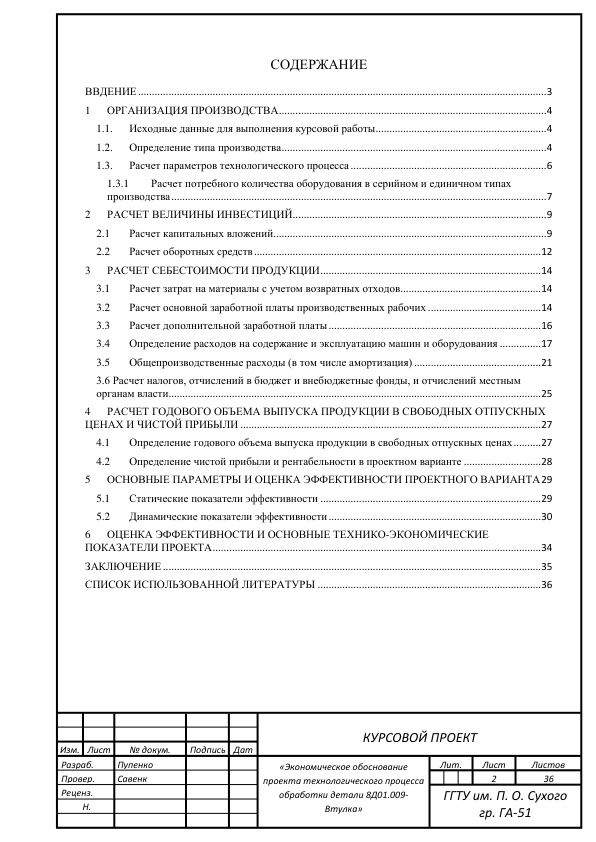 СОДЕРЖАНИЕ
ВВДЕНИЕ 3
1 ОРГАНИЗАЦИЯ ПРОИЗВОДСТВА 4
1.1. Исходные данные для выполнения курсовой работы 4
1.2. Определение типа производства 4
1.3. Расчет параметров технологического процесса 6
1.3.1 Расчет потребного количества оборудования в серийном и единичном типах
производства 7
2 РАСЧЕТ ВЕЛИЧИНЫ ИНВЕСТИЦИЙ 9
2.1 Расчет капитальных вложений 9
2.2 Расчет оборотных средств 12
3 РАСЧЕТ СЕБЕСТОИМОСТИ ПРОДУКЦИИ 14
3.1 Расчет затрат на материалы с учетом возвратных отходов 14
3.2 Расчет основной заработной платы производственных рабочих 14
3.3 Расчет дополнительной заработной платы 16
3.4 Определение расходов на содержание и эксплуатацию машин и оборудования 17
3.5 Общепроизводственные расходы (в том числе амортизация) 21
3.6 Расчет налогов, отчислений в бюджет и внебюджетные фонды, и отчислений местным
органам власти 25
4 РАСЧЕТ ГОДОВОГО ОБЪЕМА ВЫПУСКА ПРОДУКЦИИ В СВОБОДНЫХ ОТПУСКНЫХ
ЦЕНАХ И ЧИСТОЙ ПРИБЫЛИ 27
4.1 Определение годового объема выпуска продукции в свободных отпускных ценах 27
4.2 Определение чистой прибыли и рентабельности в проектном варианте 28
5 ОСНОВНЫЕ ПАРАМЕТРЫ И ОЦЕНКА ЭФФЕКТИВНОСТИ ПРОЕКТНОГО ВАРИАНТА 29
5.1 Статические показатели эффективности 29
5.2 Динамические показатели эффективности 30
6 ОЦЕНКА ЭФФЕКТИВНОСТИ И ОСНОВНЫЕ ТЕХНИКО-ЭКОНОМИЧЕСКИЕ
ПОКАЗАТЕЛИ ПРОЕКТА 34
ЗАКЛЮЧЕНИЕ 35
СПИСОК ИСПОЛЬЗОВАННОЙ ЛИТЕРАТУРЫ 36
КУРСОВОЙ ПРОЕКТ
Изм. Лист № докум. Подпись Дат
Разраб. Пупенко
Провер. Савенк
Реценз.
Н.
«Экономическое обоснование
проекта технологического процесса
обработки детали 8Д01.009-
Втулка»
Лит. Лист Листов
2 36
ГГТУ им. П. О. Сухого
гр. ГА-51